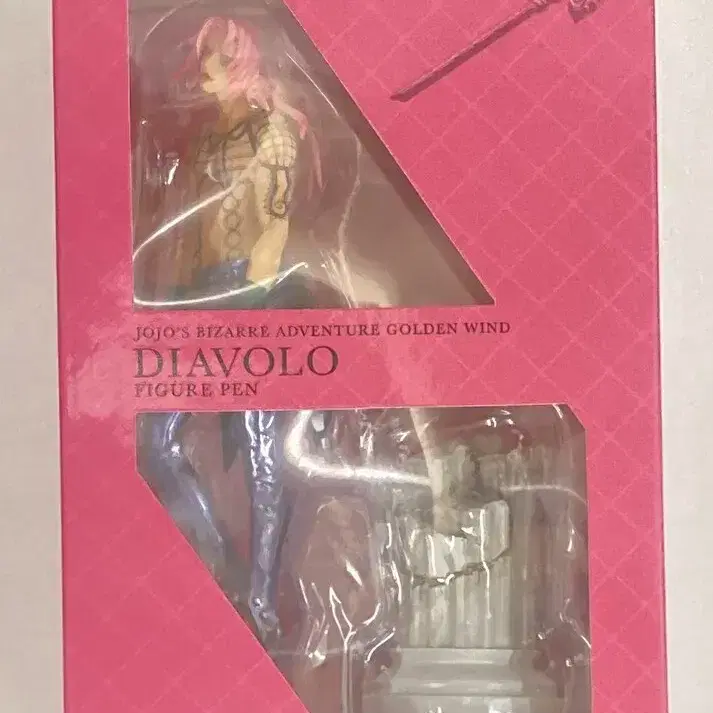 JOJO'S BIZARRE ADVENTURE GOLDEN WIND
DIAVOLO
FIGURE PEN